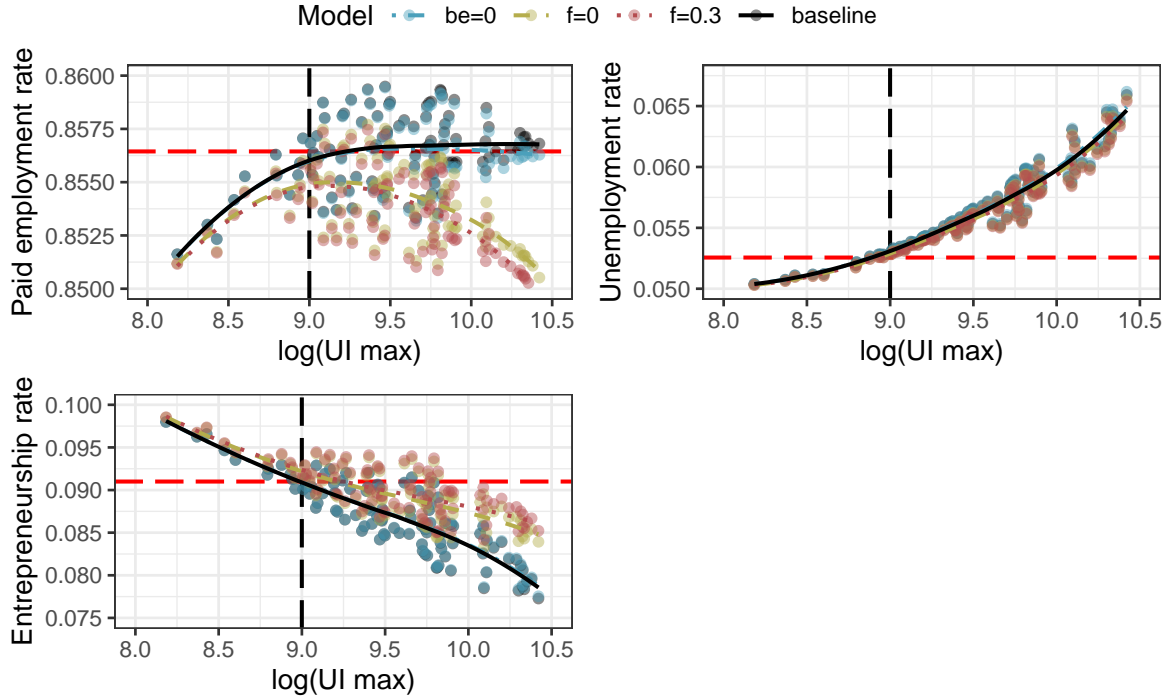 Model be=0 f=0 f=0.3 baseline
Paid employment rate
0.8600
0.8575
0.8550
0.8525
0.8500
8.0 8.5 9.0 9.5 10.0 10.5
log(UI max)
Unemployment rate
0.065
0.060
0.055
0.050
8.0 8.5 9.0 9.5 10.0 10.5
log(UI max)
Entrepreneurship rate
0.100
0.095
0.090
0.085
0.080
0.075
8.0 8.5 9.0 9.5 10.0 10.5
log(UI max)